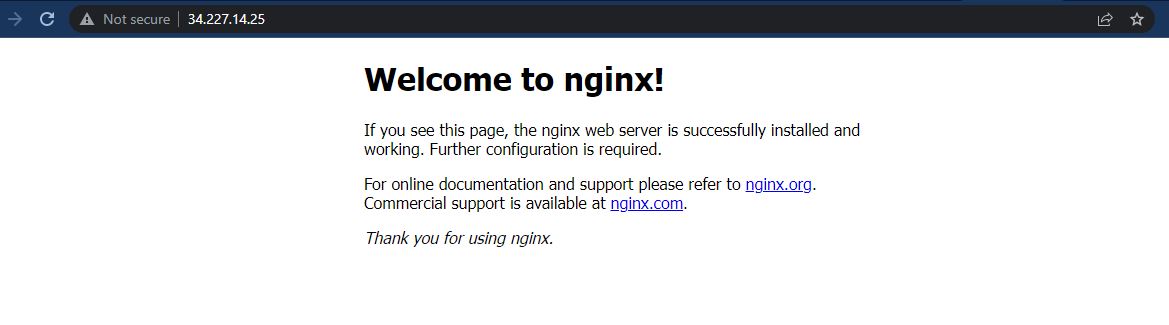 Not secure 34.227.14.25
Welcome to nginx!
If you see this page, the nginx web server is successfully installed and
working. Further configuration is required.
For online documentation and support please refer to nginx.org.
Commercial support is available at nginx.com.
Thank you for using nginx.